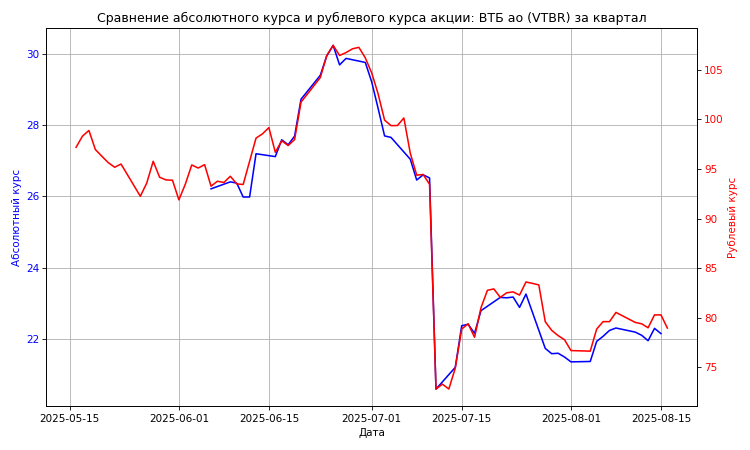 Сравнение абсолютного курса и рублевого курса акции: ВТБ ао (VTBR) за квартал
30
28
26
24
22
Абсолютный курс
105
100
95
90
85
80
75
Рублевый курс
2025-05-15 2025-06-01 2025-06-15 2025-07-01 2025-07-15 2025-08-01 2025-08-15
Дата